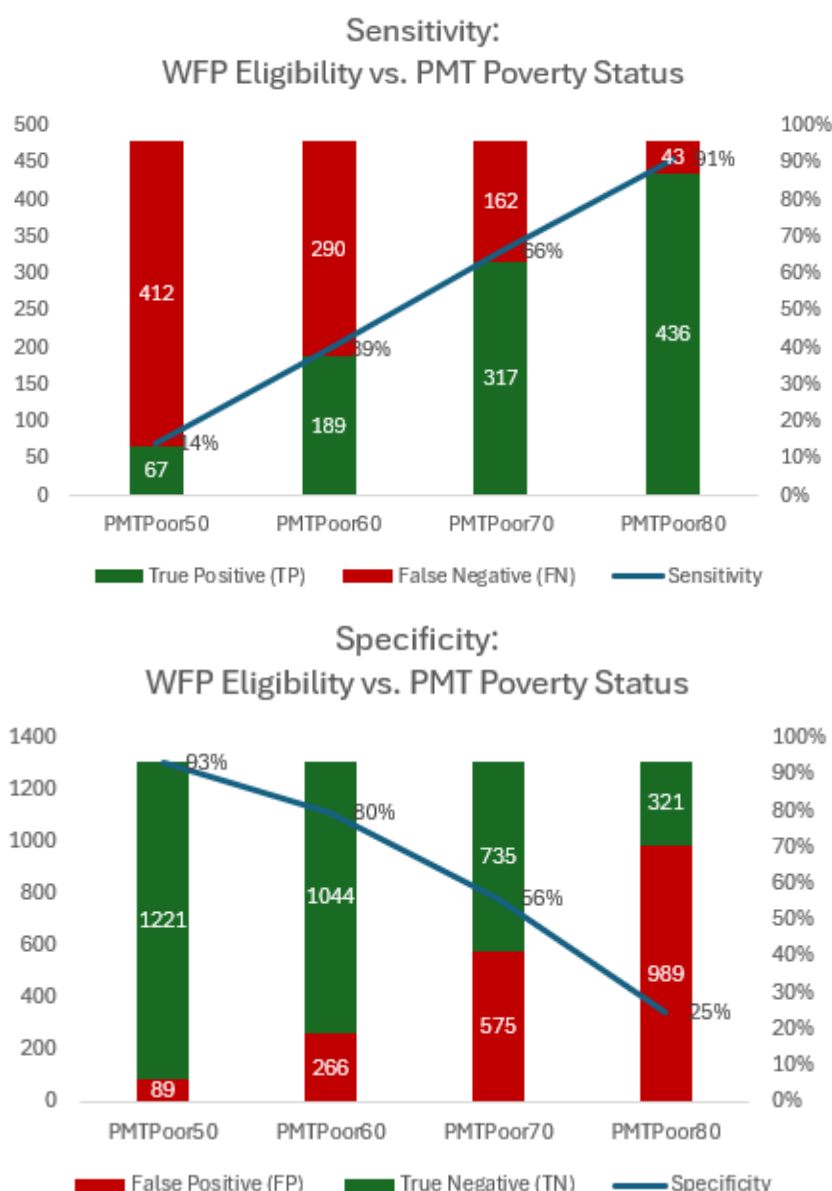 Sensitivity:
WFP Eligibility vs. PMT Poverty Status
500 100%
450 43 91% 90%
400 162 80%
350 290 70%
300 412 66% 60%
250 436 50%
200 39% 40%
150 317 30%
100 189 20%
50 67 14% 10%
0 0%
PMTPoor50 PMTPoor60 PMTPoor70 PMTPoor80
True Positive (TP) False Negative (FN) Sensitivity
Specificity:
WFP Eligibility vs. PMT Poverty Status
1400 100%
93% 90%
1200 321 80%
80% 70%
1000 735 60%
800 1221 1044 56% 50%
600 40%
400 989 30%
575 25% 20%
200 266 10%
0 89 0%
PMTPoor50 PMTPoor60 PMTPoor70 PMTPoor80
False Positive (FP) True Negative (TN) Specificity